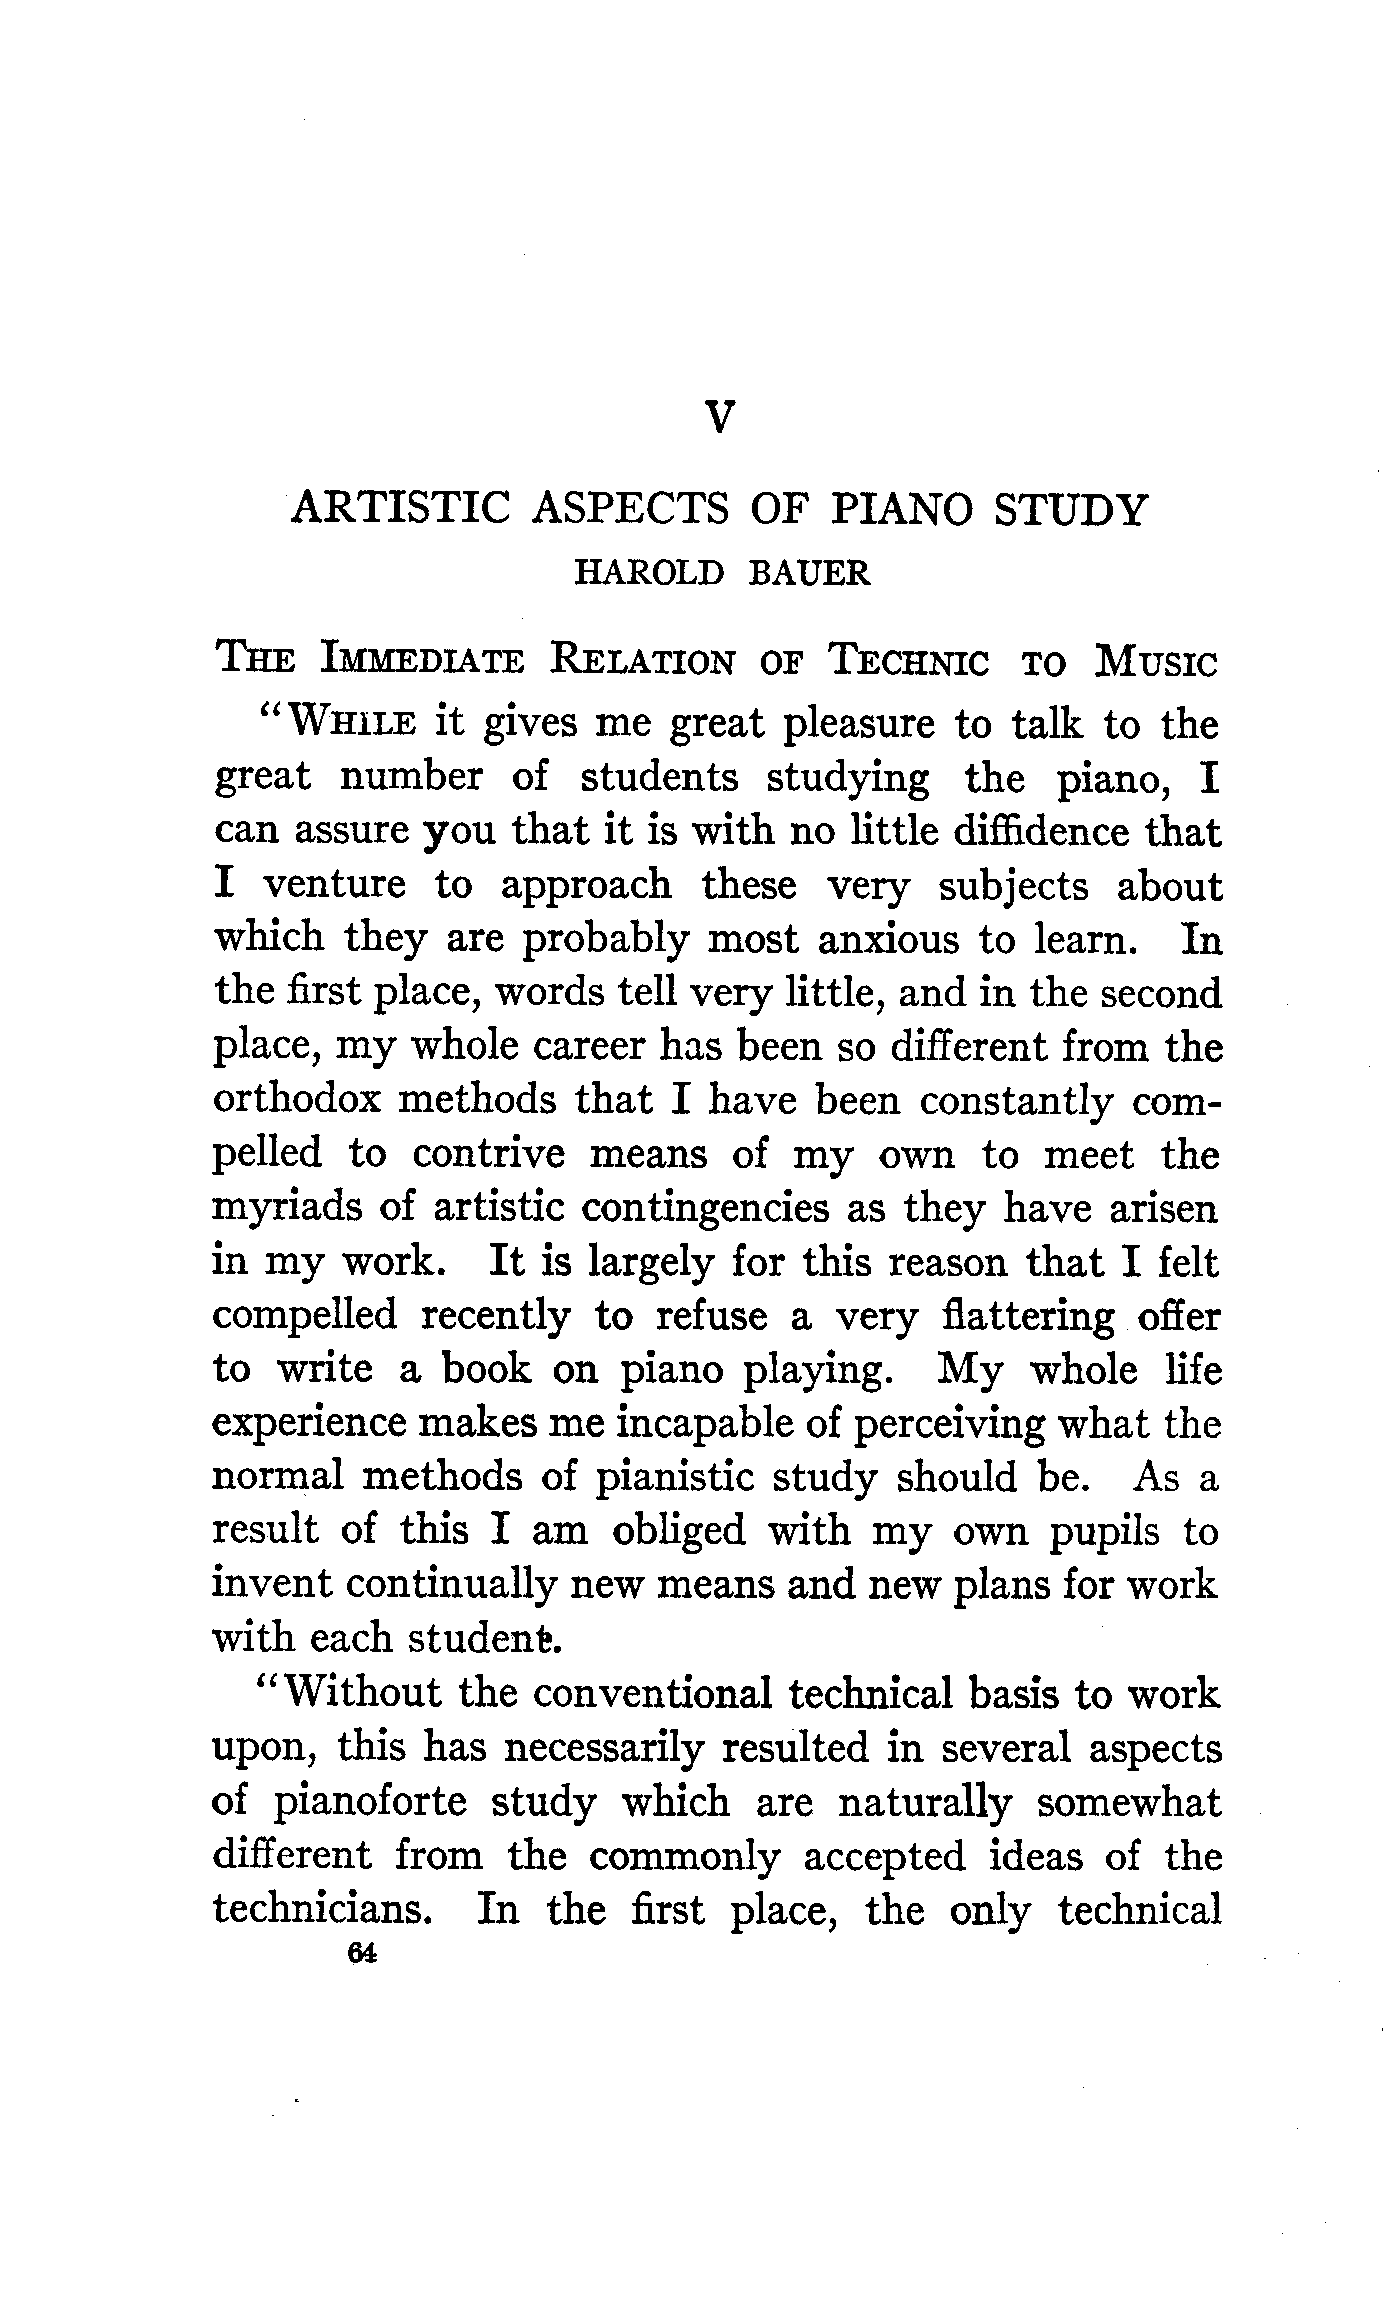 V
ARTISTIC ASPECTS OF PIANO STUDY
HAROLD BAUER
THE IMMEDIATE RELATION OF TECHNIC TO MUSIC
"WHILE it gives me great pleasure to talk to the
great number of students studying the piano, I
can assure you that it is with no little diffidence that
I venture to approach these very subjects about
which they are probably most anxious to learn. In
the first place, words tell very little, and in the second
place, my whole career has been so different from the
orthodox methods that I have been constantly com-
pelled to contrive means of my own to meet the
myriads of artistic contingencies as they have arisen
in my work. It is largely for this reason that I felt
compelled recently to refuse a very flattering offer
to write a book on piano playing. My whole life
experience makes me incapable of perceiving what the
normal methods of pianistic study should be. As a
result of this I am obliged with my own pupils to
invent continually new means and new plans for work
with each student.
"Without the conventional technical basis to work
upon, this has necessarily resulted in several aspects
of pianoforte study which are naturally somewhat
different from the commonly accepted ideas of the
technicians. In the first place, the only technical
64